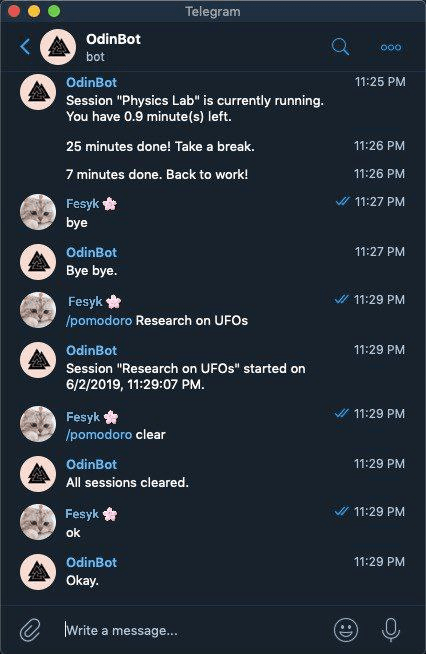 Telegram
OdinBot
bot
OdinBot 11:25 PM
Session "Physics Lab" is currently running.
You have 0.9 minute(s) left.
25 minutes done! Take a break. 11:26 PM
7 minutes done. Back to work! 11:26 PM
Fesyk 11:27 PM
bye
OdinBot 11:27 PM
Bye bye.
Fesyk 11:29 PM
/pomodoro Research on UFOs
OdinBot 11:29 PM
Session "Research on UFOs" started on
6/2/2019, 11:29:07 PM.
Fesyk 11:29 PM
/pomodoro clear
OdinBot 11:29 PM
All sessions cleared.
Fesyk 11:29 PM
ok
OdinBot 11:29 PM
Okay.
Write a message...